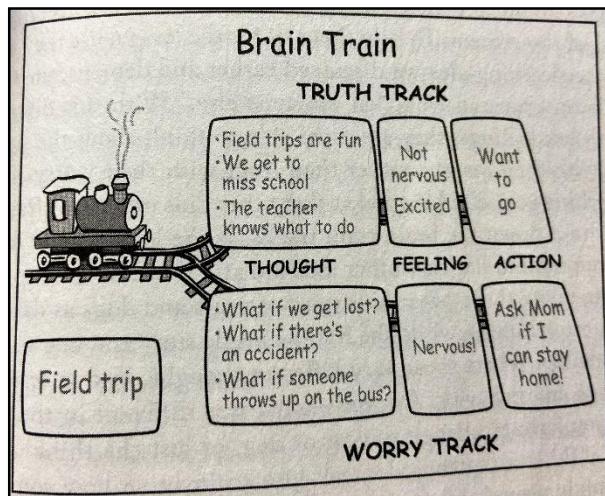 Brain Train
TRUTH TRACK
•Field trips are fun
•We get to
miss school
•The teacher
knows what to do
Not
nervous
Excited
Want
to
go
THOUGHT
FEELING
ACTION
•What if we get lost?
•What if there's
an accident?
•What if someone
throws up on the bus?
Nervous!
Ask Mom
if I
can stay
home!
Field trip
WORRY TRACK